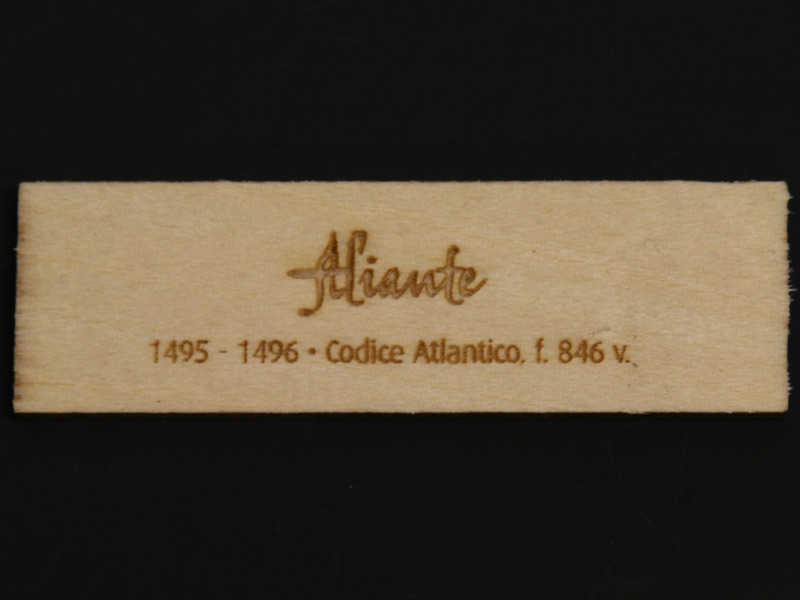 Aliante
1495 - 1496 • Codice Atlantico, f. 846 v.